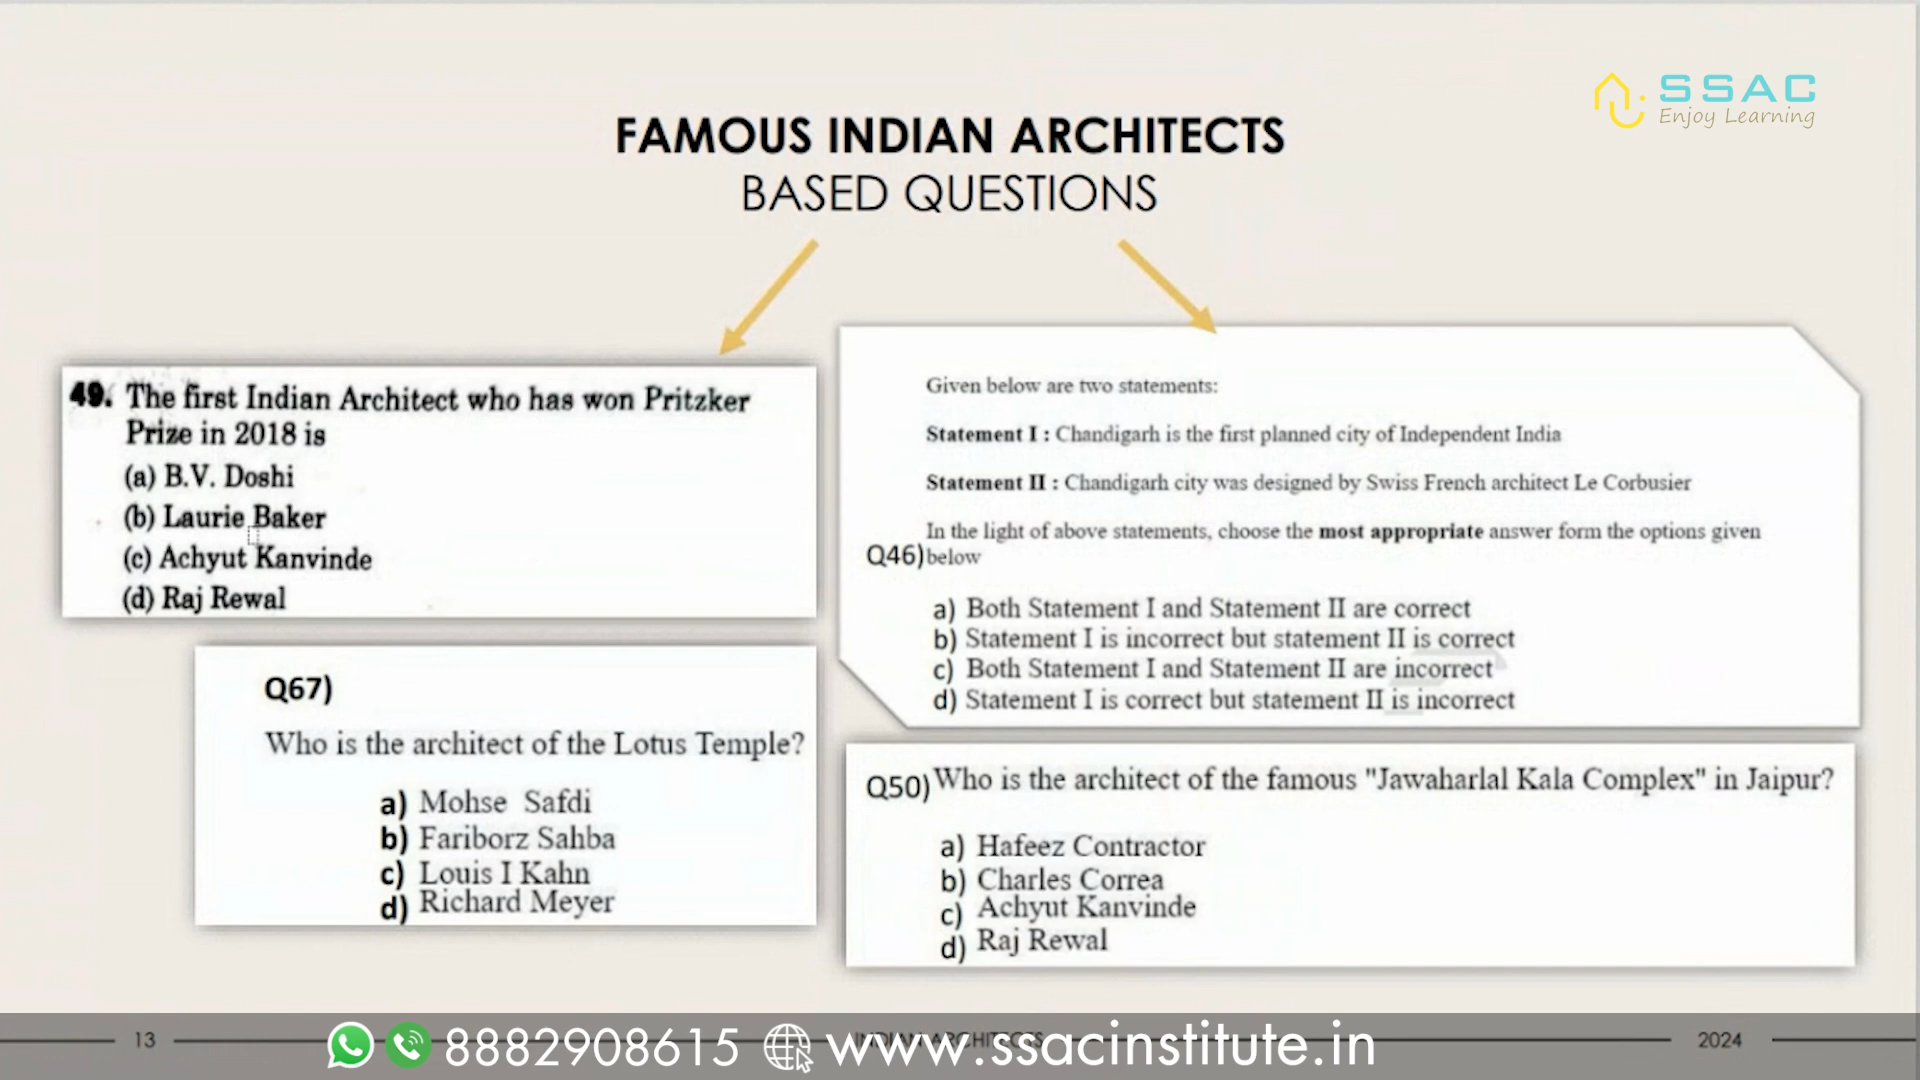 SSAC
Enjoy Learning
FAMOUS INDIAN ARCHITECTS
BASED QUESTIONS
49. The first Indian Architect who has won Pritzker
Prize in 2018 is
(a) B.V. Doshi
(b) Laurie Baker
(c) Achyut Kanvinde
(d) Raj Rewal
Q67)
Who is the architect of the Lotus Temple?
a) Mohse Safdi
b) Fariborz Sahba
c) Louis I Kahn
d) Richard Meyer
Given below are two statements:
Statement I : Chandigarh is the first planned city of Independent India
Statement II : Chandigarh city was designed by Swiss French architect Le Corbusier
In the light of above statements, choose the most appropriate answer form the options given
Q46) below
a) Both Statement I and Statement II are correct
b) Statement I is incorrect but statement II is correct
c) Both Statement I and Statement II are incorrect
d) Statement I is correct but statement II is incorrect
Q50) Who is the architect of the famous "Jawaharlal Kala Complex" in Jaipur?
a) Hafeez Contractor
b) Charles Correa
c) Achyut Kanvinde
d) Raj Rewal
13
INDIAN ARCHITECTS
2024
8882908615 www.ssacinstitute.in